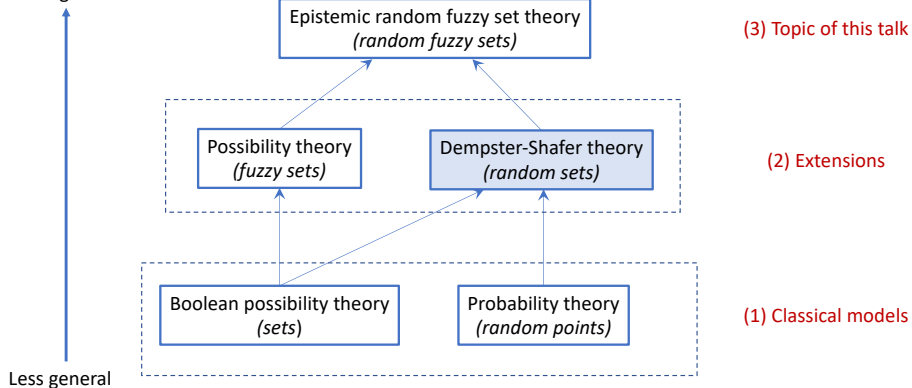 Epistemic random fuzzy set theory
(random fuzzy sets)
(3) Topic of this talk
Possibility theory
(fuzzy sets)
Dempster-Shafer theory
(random sets)
(2) Extensions
Boolean possibility theory
(sets)
Probability theory
(random points)
(1) Classical models
Less general